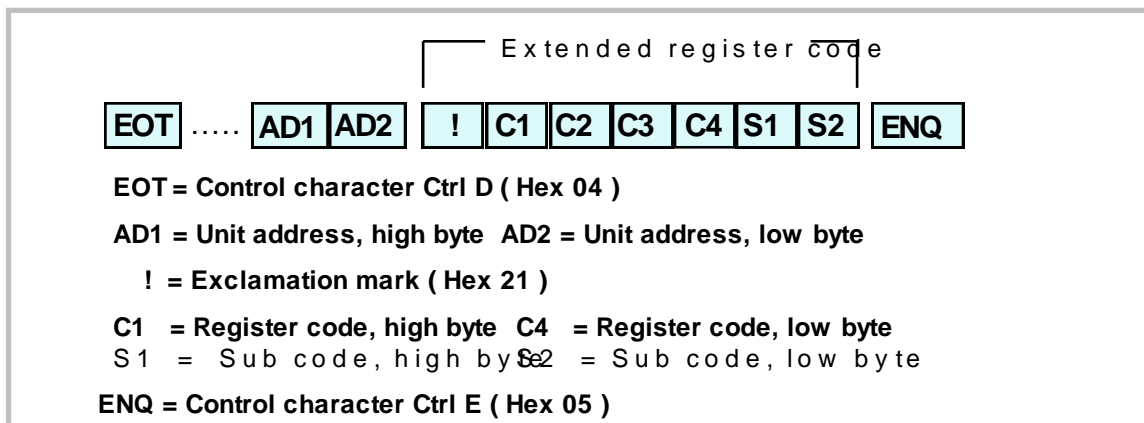 Extended register code
EOT ..... AD1 AD2 ! C1 C2 C3 C4 S1 S2 ENQ
EOT = Control character Ctrl D ( Hex 04 )
AD1 = Unit address, high byte AD2 = Unit address, low byte
! = Exclamation mark ( Hex 21 )
C1 = Register code, high byte C4 = Register code, low byte
S1 = Sub code, high byte S2 = Sub code, low byte
ENQ = Control character Ctrl E ( Hex 05 )